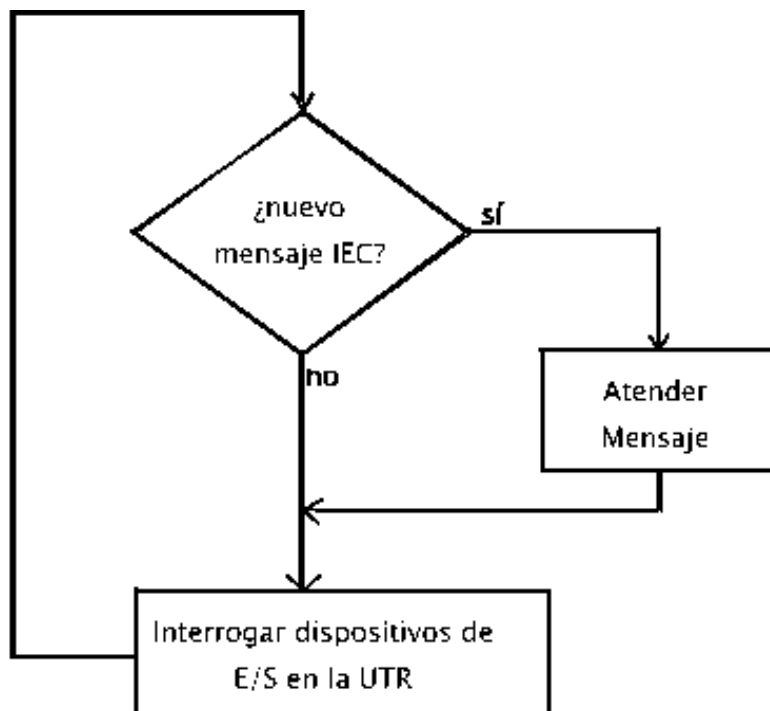 ¿nuevo
mensaje IEC?
sí
no
Atender
Mensaje
Interrogar dispositivos de
E/S en la UTR